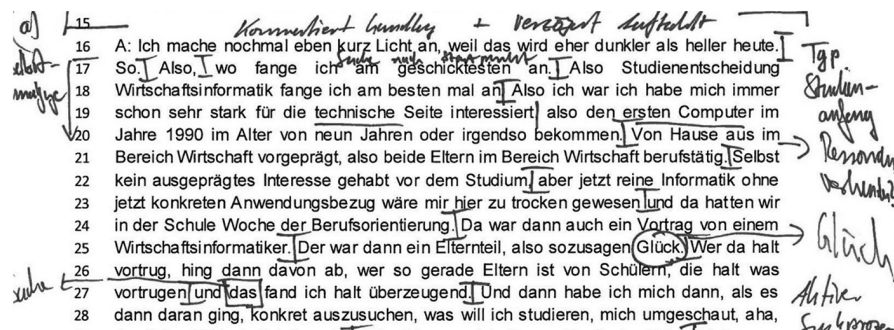 a)
15
Kommentiert Handlg + verzögert
16 A: Ich mache nochmal eben kurz Licht an, weil das wird eher dunkler als heller heute.
17 So. Also, wo fange ich am geschicktesten an. Also Studienentscheidung
18 Wirtschaftsinformatik fange ich am besten mal an. Also ich war ich habe mich immer
19 schon sehr stark für die technische Seite interessiert, also den ersten Computer im
20 Jahre 1990 im Alter von neun Jahren oder irgendso bekommen. Von Hause aus im
21 Bereich Wirtschaft vorgeprägt, also beide Eltern im Bereich Wirtschaft berufstätig. Selbst
22 kein ausgeprägtes Interesse gehabt vor dem Studium, aber jetzt reine Informatik ohne
23 jetzt konkreten Anwendungsbezug wäre mir hier zu trocken gewesen und da hatten wir
24 in der Schule Woche der Berufsorientierung. Da war dann auch ein Vortrag von einem
25 Wirtschaftsinformatiker. Der war dann ein Elternteil, also sozusagen Glück. Wer da halt
Glück
26 vortrug, hing dann davon ab, wer so gerade Eltern ist von Schülern, die halt was
27 vortrugen und das fand ich halt überzeugend. Und dann habe ich mich dann, als es
28 dann daran ging, konkret auszusuchen, was will ich studieren, mich umgeschaut, aha,